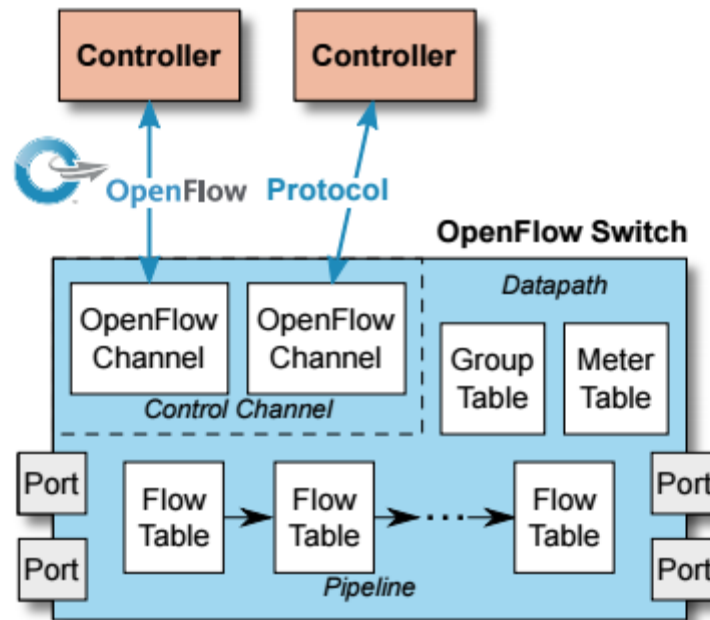 Controller
Controller
OpenFlow
Protocol
OpenFlow Switch
Datapath
OpenFlow
Channel
OpenFlow
Channel
Control Channel
Group
Table
Meter
Table
Port
Port
Flow
Table
Flow
Table
...
Flow
Table
Port
Port
Pipeline